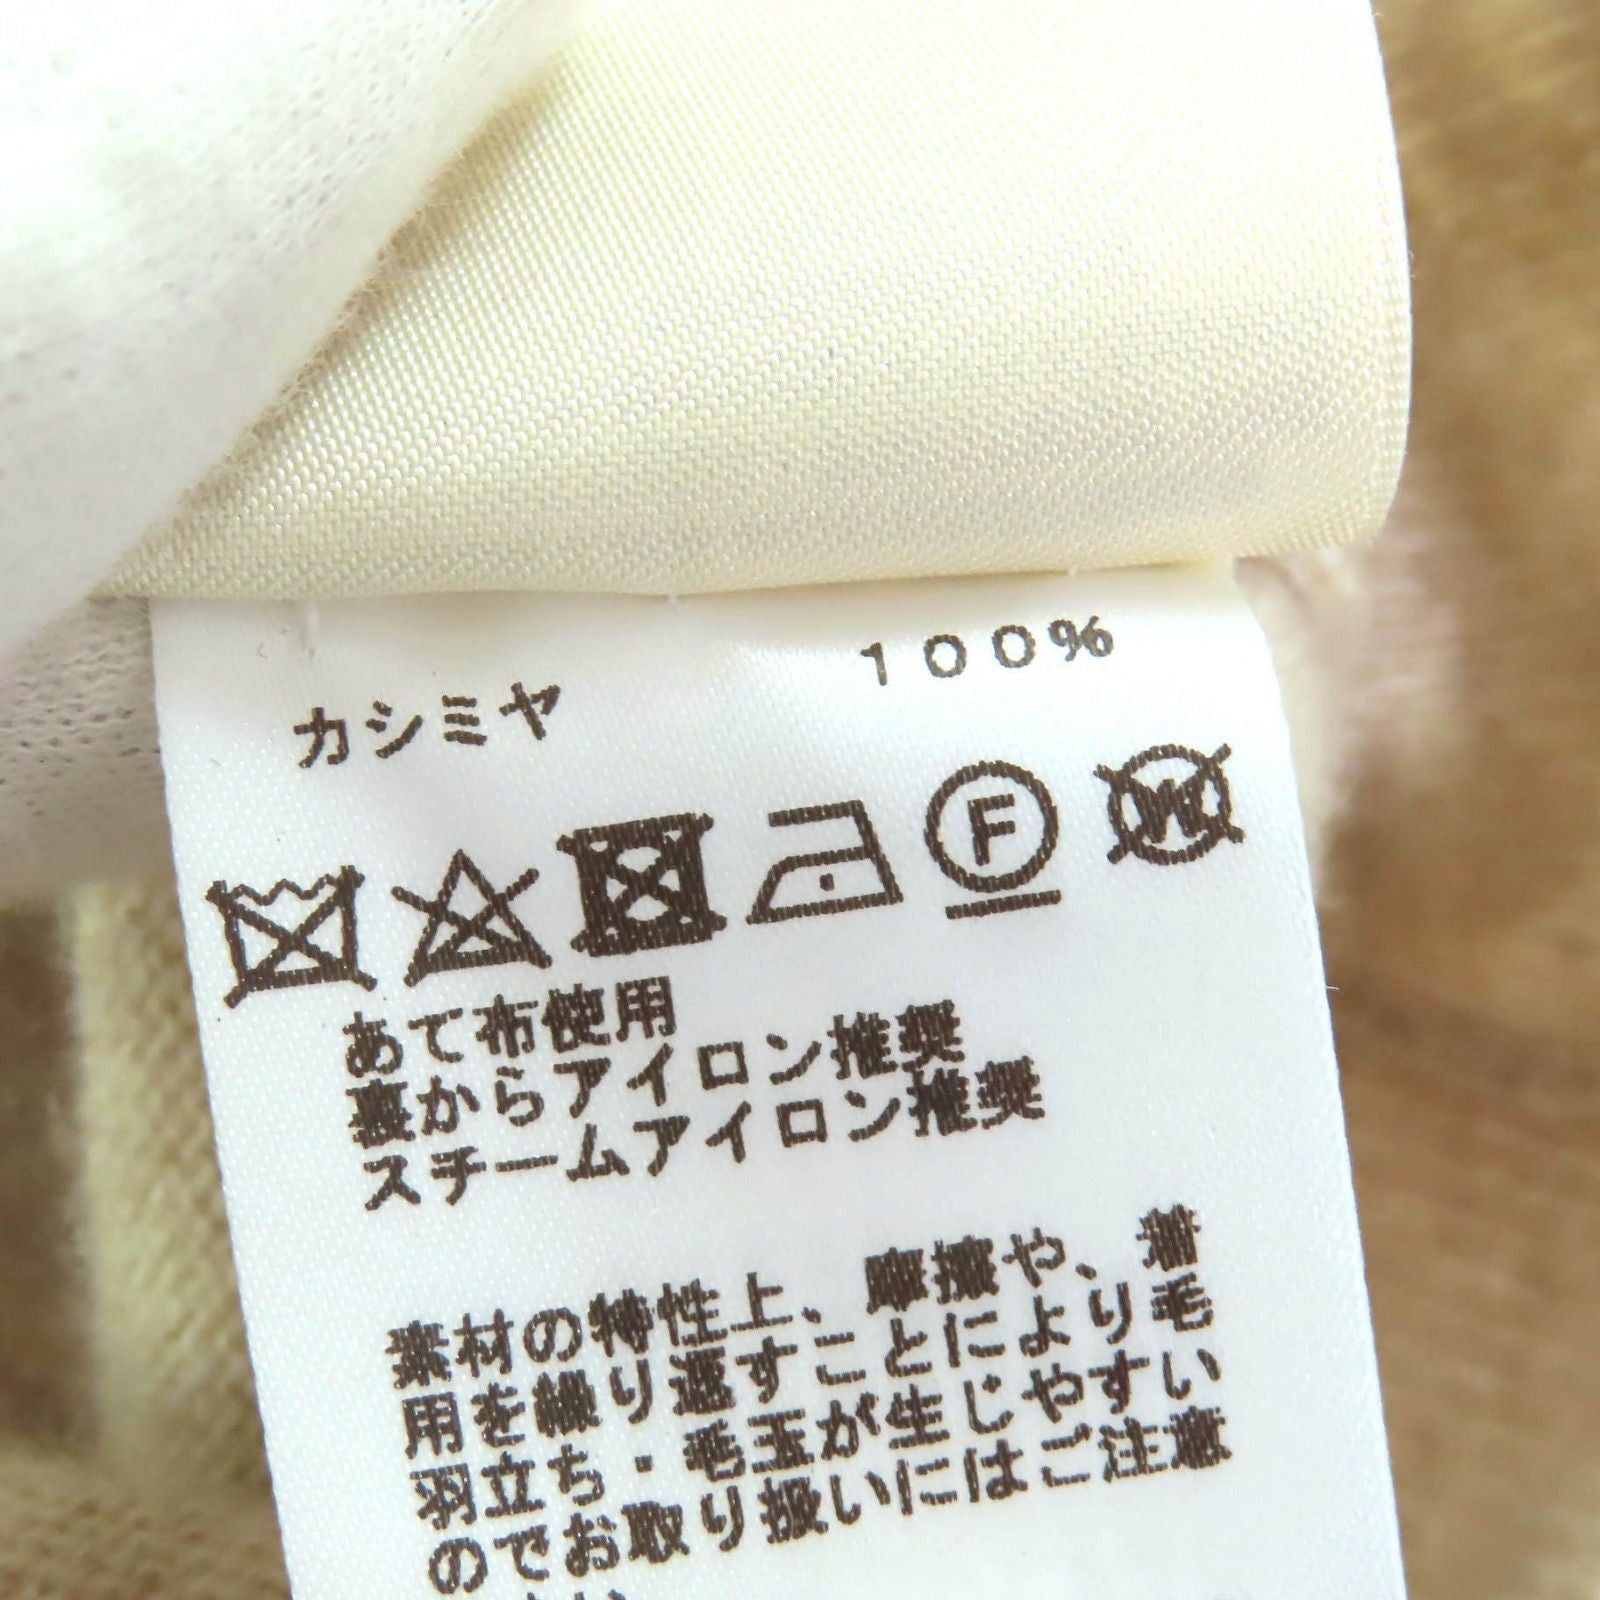 カシミヤ 100%
F W
あて布使用
裏からアイロン推奨
スチームアイロン推奨
素材の特性上、摩擦や、着
用を繰り返すことにより毛
羽立ち・毛玉が生じやすい
のでお取り扱いにはご注意